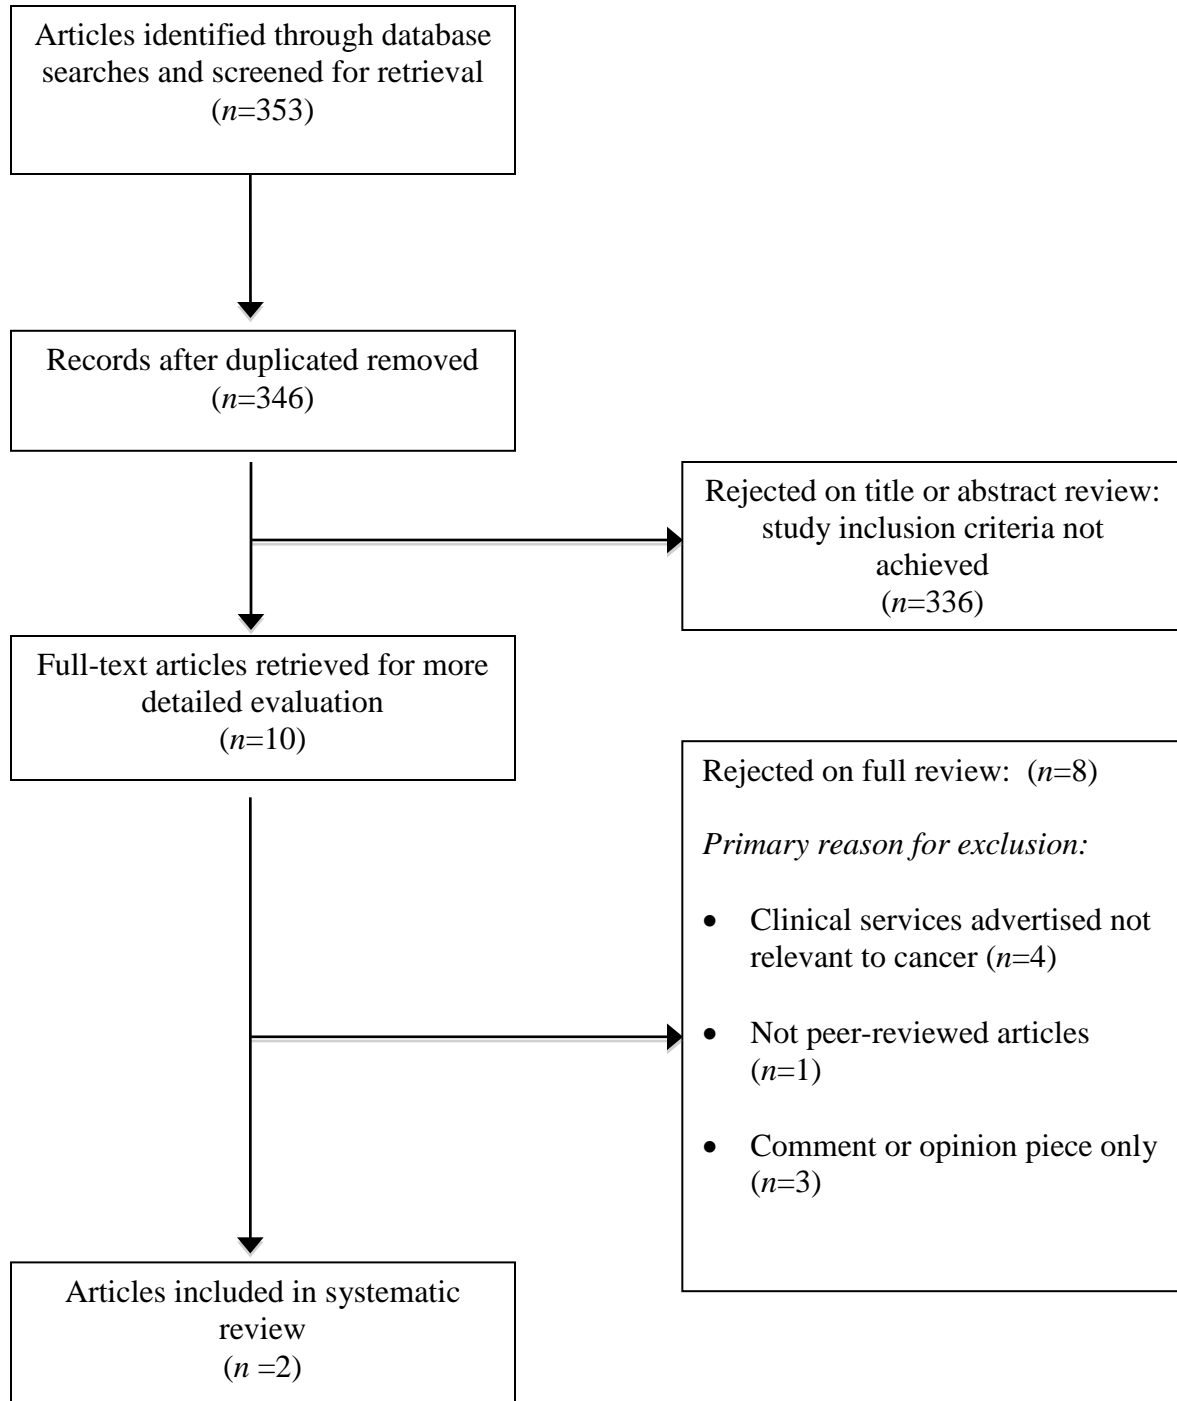 Articles identified through database
searches and screened for retrieval
(n=353)
Records after duplicated removed
(n=346)
Rejected on title or abstract review:
study inclusion criteria not
achieved
(n=336)
Full-text articles retrieved for more
detailed evaluation
(n=10)
Rejected on full review:  (n=8)
Primary reason for exclusion:
• Clinical services advertised not
relevant to cancer (n=4)
• Not peer-reviewed articles
(n=1)
• Comment or opinion piece only
(n=3)
Articles included in systematic
review
(n =2)